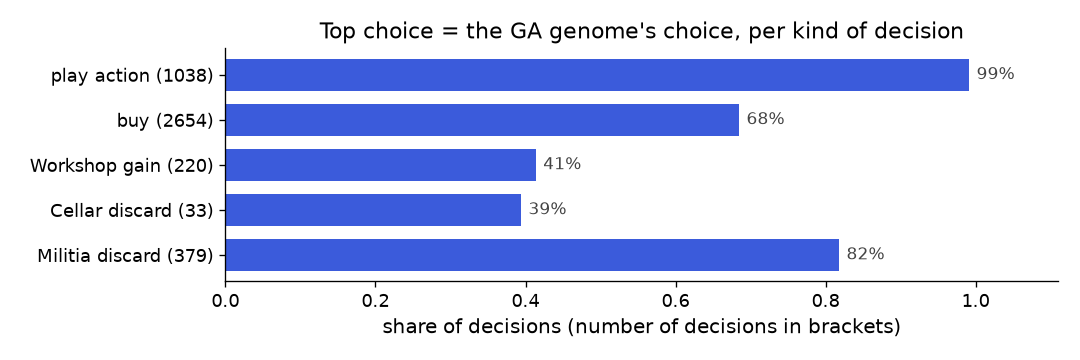 Top choice = the GA genome's choice, per kind of decision
play action (1038) 99%
buy (2654) 68%
Workshop gain (220) 41%
Cellar discard (33) 39%
Militia discard (379) 82%
0.0 0.2 0.4 0.6 0.8 1.0
share of decisions (number of decisions in brackets)